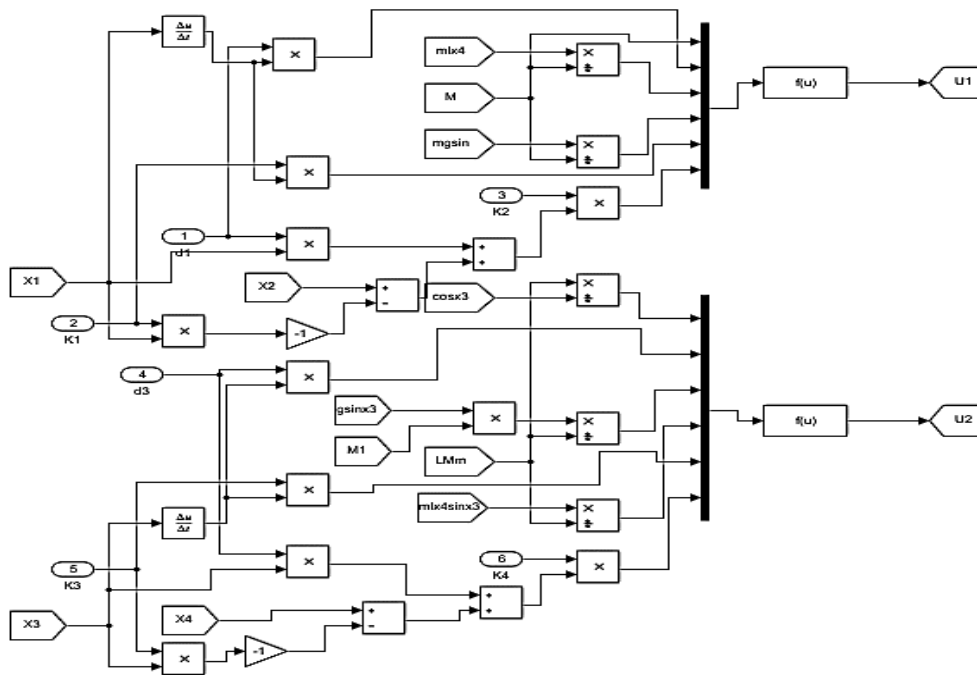 Δu
Δt
×
mlx4
×
÷
M
f(u)
U1
mgsin
×
÷
×
3
K2
×
1
d1
×
+
+
X1
X2
+
−
cosx3
×
÷
2
K1
×
-1
4
d3
×
gsinx3
×
M1
×
÷
f(u)
U2
LMm
×
mlx4sinx3
×
÷
Δu
Δt
×
6
K4
×
5
K3
+
+
X3
X4
+
−
×
-1